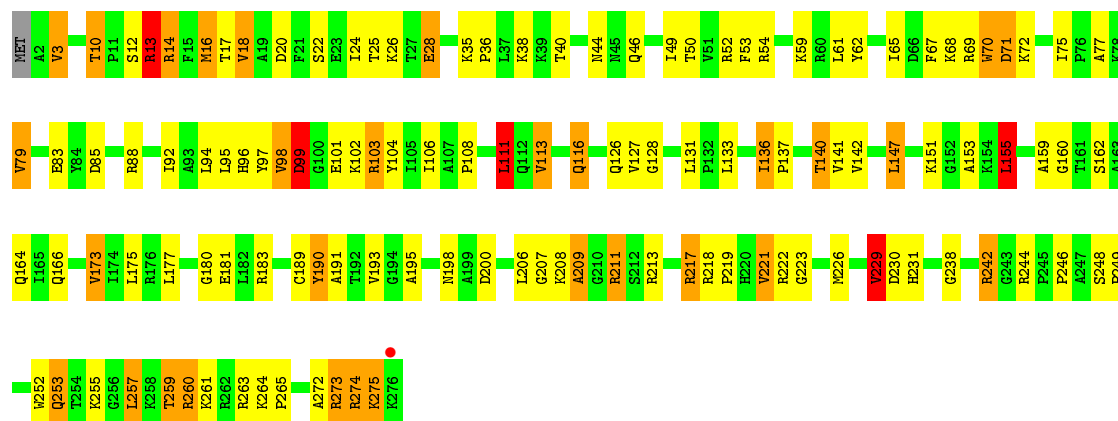 MET A2 V3 T10 P11 S12 R13 R14 F15 M16 T17 V18 A19 D20 F21 S22 E23 I24 T25 K26 T27 E28 K35 P36 L37 K38 K39 T40 N44 N45 Q46 I49 T50 V51 R52 F53 R54 K59 R60 L61 Y62 I65 D66 F67 K68 R69 W70 D71 K72 I75 P76 A77 K78
V79 E83 Y84 D85 R88 I92 A93 L94 L95 H96 Y97 V98 D99 G100 E101 K102 R103 Y104 I105 I106 A107 P108 L111 Q112 V113 Q116 Q126 V127 G128 L131 P132 L133 I136 P137 T140 V141 V142 L147 K151 G152 A153 K154 L155 A159 G160 T161 S162 A163
Q164 I165 Q166 V173 I174 L175 R176 L177 G180 E181 L182 R183 C189 Y190 A191 T192 V193 G194 A195 N198 A199 D200 L206 G207 K208 A209 G210 R211 S212 R213 R217 R218 P219 H220 V221 R222 G223 M226 V229 D230 H231 G238 R242 G243 R244 P245 P246 A247 S248
W252 Q253 T254 K255 G256 L257 K258 T259 R260 K261 R262 R263 K264 P265 A272 R273 R274 K275 K276